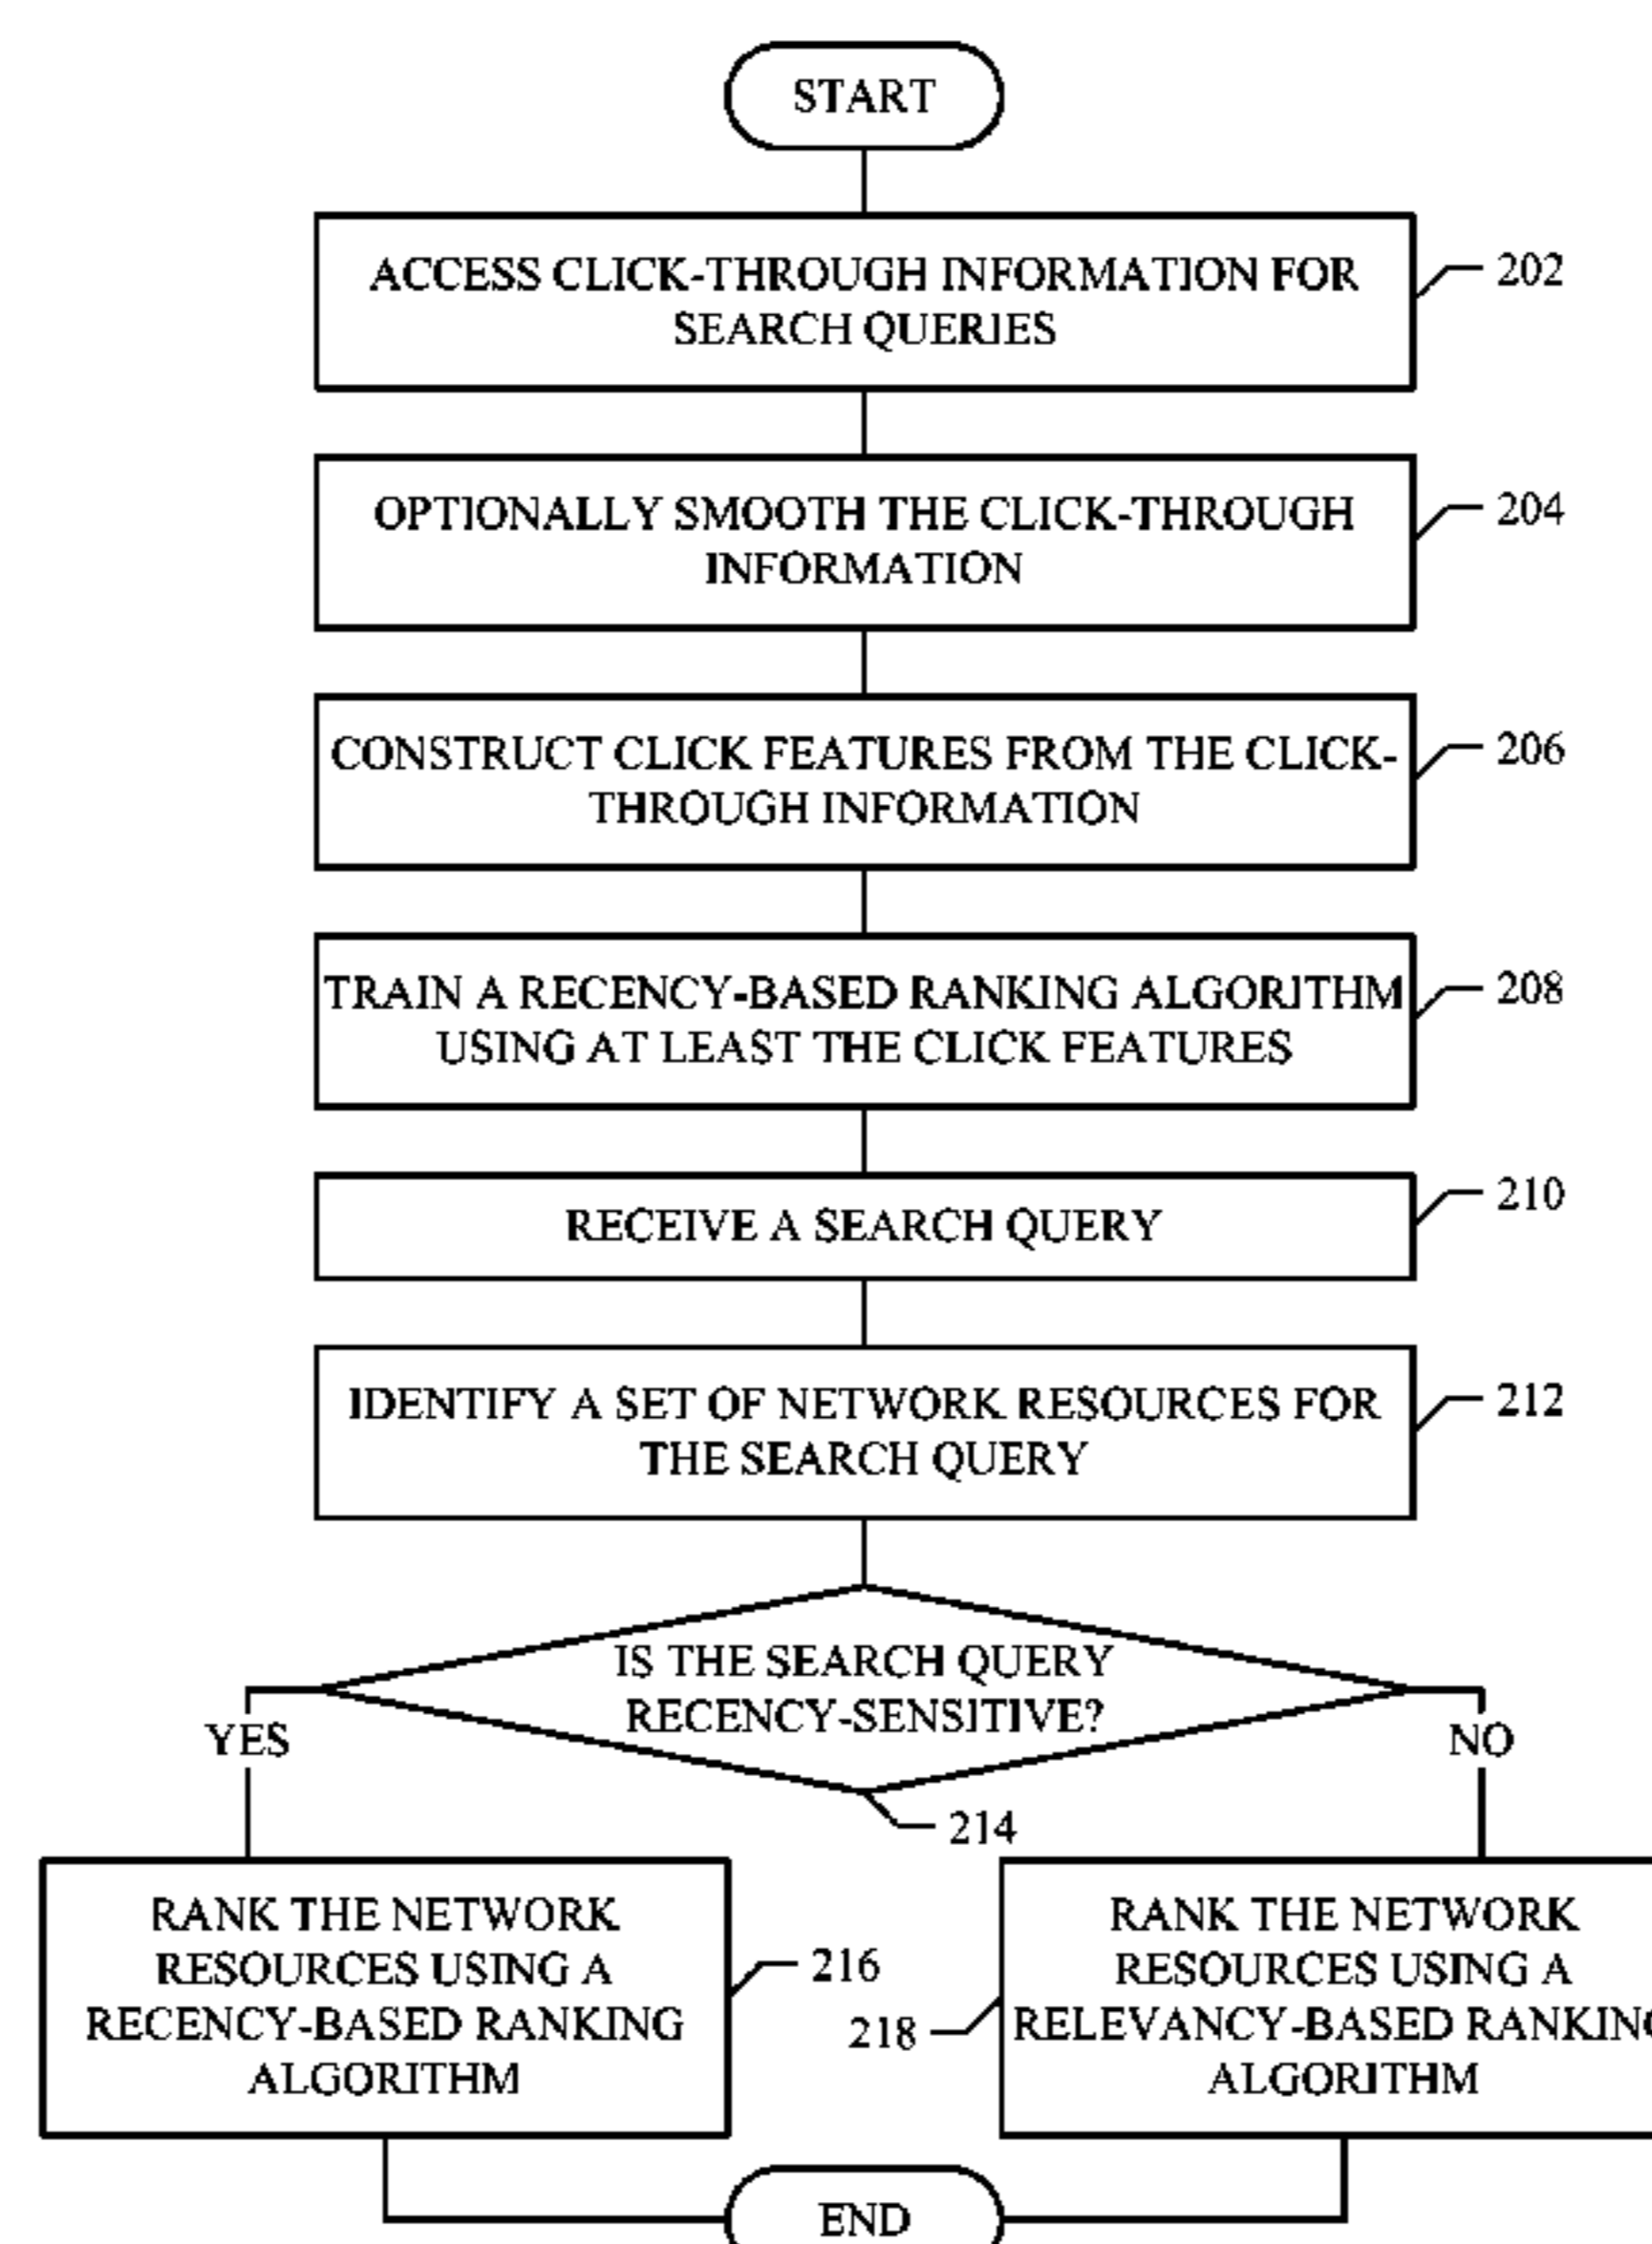 START
ACCESS CLICK-THROUGH INFORMATION FOR
SEARCH QUERIES
202
OPTIONALLY SMOOTH THE CLICK-THROUGH
INFORMATION
204
CONSTRUCT CLICK FEATURES FROM THE CLICK-
THROUGH INFORMATION
206
TRAIN A RECENCY-BASED RANKING ALGORITHM
USING AT LEAST THE CLICK FEATURES
208
RECEIVE A SEARCH QUERY
210
IDENTIFY A SET OF NETWORK RESOURCES FOR
THE SEARCH QUERY
212
IS THE SEARCH QUERY
RECENCY-SENSITIVE?
YES
NO
214
RANK THE NETWORK
RESOURCES USING A
RECENCY-BASED RANKING
ALGORITHM
216
218
RANK THE NETWORK
RESOURCES USING A
RELEVANCY-BASED RANKING
ALGORITHM
END